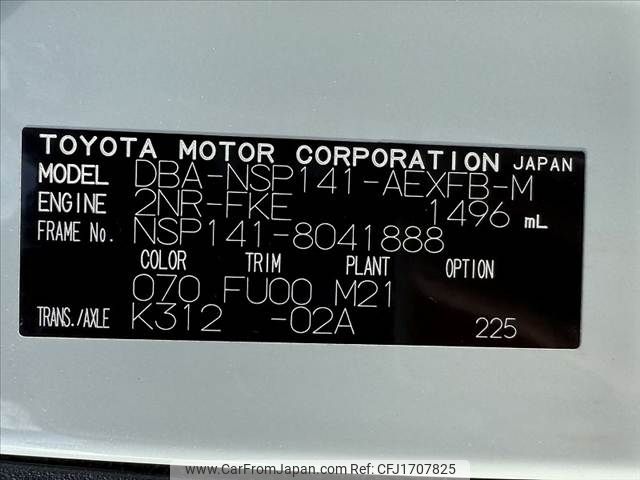 TOYOTA MOTOR CORPORATION JAPAN
MODEL DBA-NSP141-AEXFB-M
ENGINE 2NR-FKE 1496 mL
FRAME No. NSP141-8041888
COLOR TRIM PLANT OPTION
070 FU00 M21
TRANS./AXLE K312 -02A 225
www.CarFromJapan.com | Ref:CFJ1707825